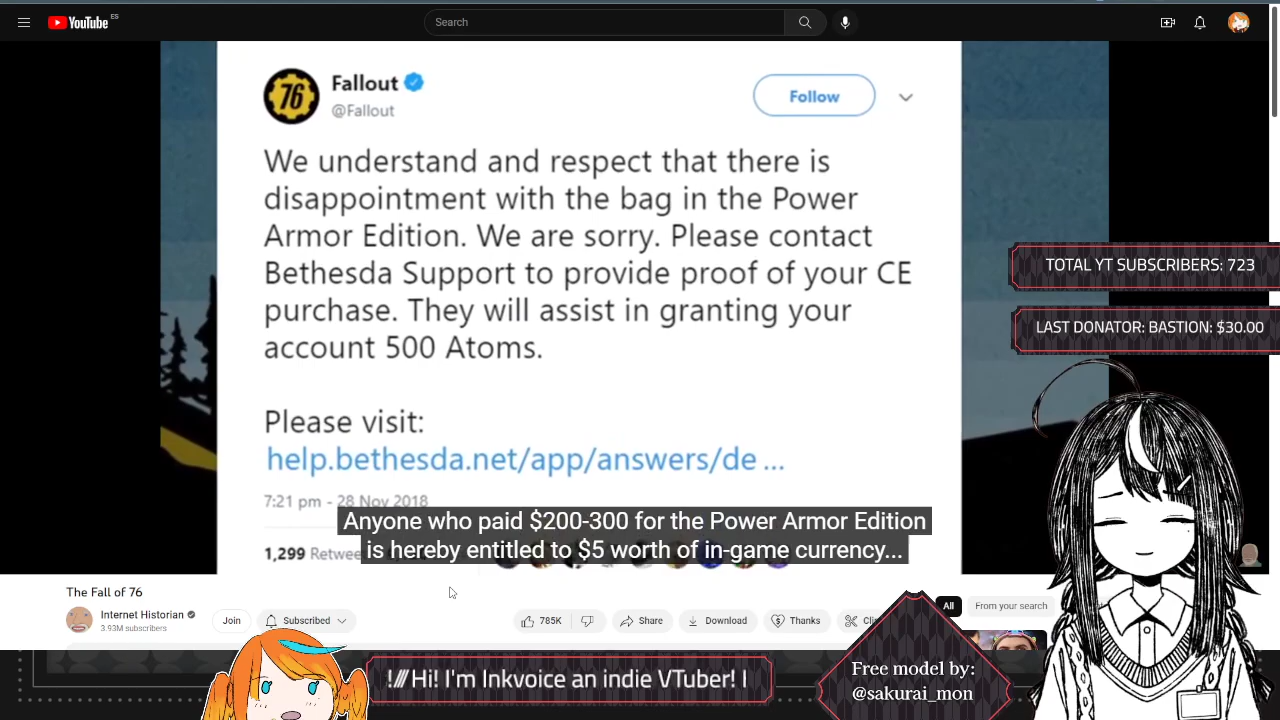 YouTube ES
Search
76
Fallout
@Fallout
Follow
We understand and respect that there is
disappointment with the bag in the Power
Armor Edition. We are sorry. Please contact
Bethesda Support to provide proof of your CE
purchase. They will assist in granting your
account 500 Atoms.
Please visit:
help.bethesda.net/app/answers/de ...
7:21 pm - 28 Nov 2018
1,299 Retwe
Anyone who paid $200-300 for the Power Armor Edition
is hereby entitled to $5 worth of in-game currency...
TOTAL YT SUBSCRIBERS: 723
LAST DONATOR: BASTION: $30.00
The Fall of 76
Internet Historian
3.93M subscribers
Join
Subscribed
785K
Share
Download
Thanks
Cli
All
From your search
!///Hi! I'm Inkvoice an indie VTuber! I
Free model by:
@sakurai_mon